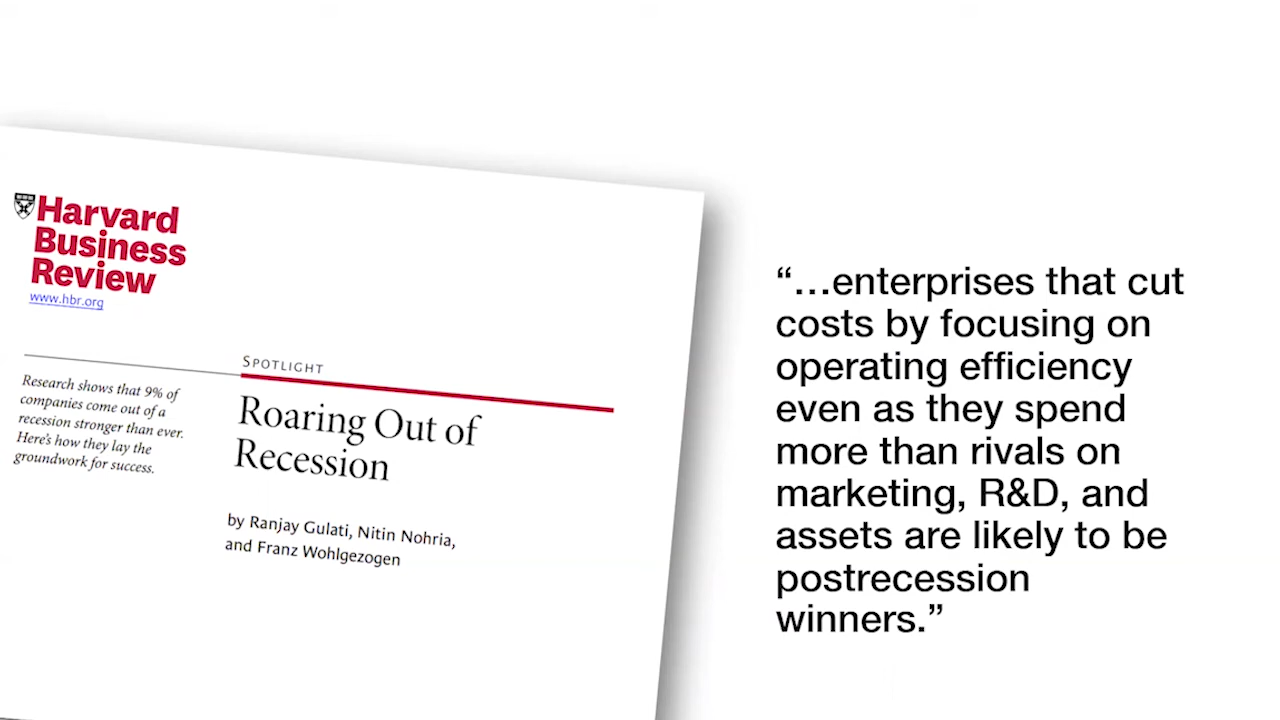 Harvard
Business
Review
www.hbr.org
SPOTLIGHT
Research shows that 9% of
companies come out of a
recession stronger than ever.
Here's how they lay the
groundwork for success.
Roaring Out of
Recession
by Ranjay Gulati, Nitin Nohria,
and Franz Wohlgezogen
“…enterprises that cut
costs by focusing on
operating efficiency
even as they spend
more than rivals on
marketing, R&D, and
assets are likely to be
postrecession
winners.”